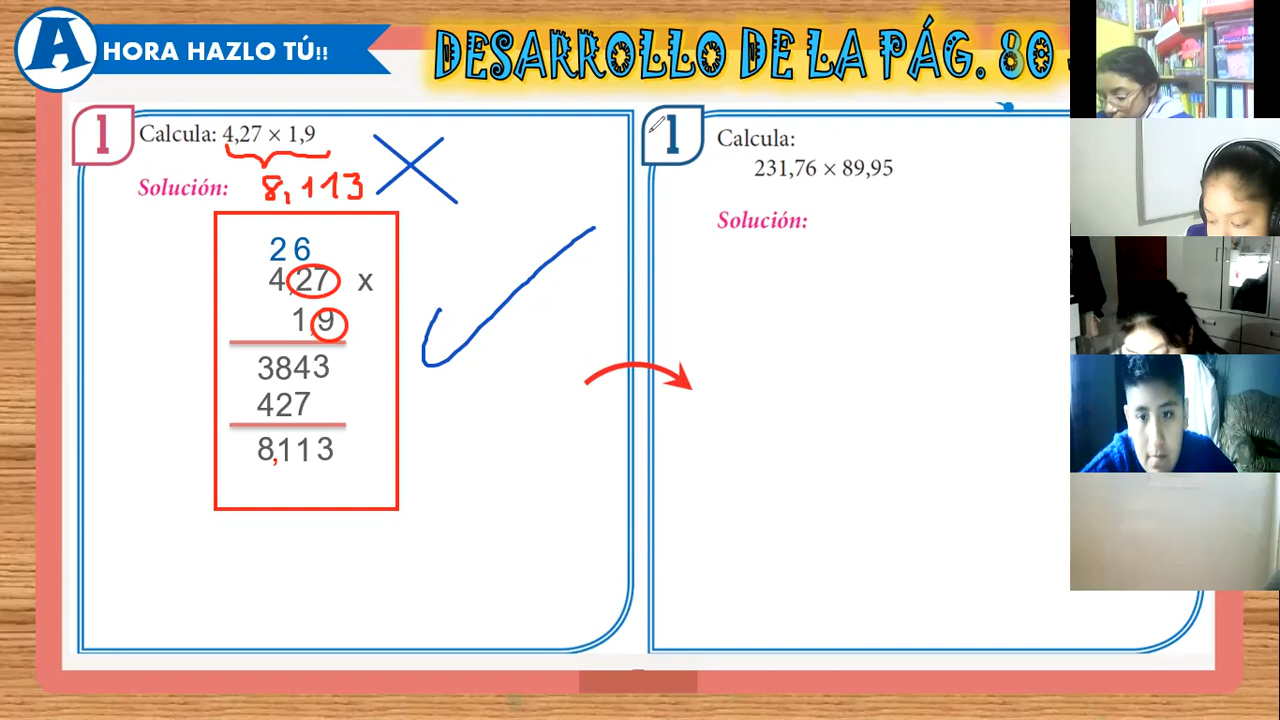 AHORA HAZLO TÚ!!
DESARROLLO DE LA PÁG. 80
1
Calcula: 4,27 × 1,9
Solución: 8,113
26
4,27 x
1,9
3843
427
8,113
1
Calcula:
231,76 × 89,95
Solución: